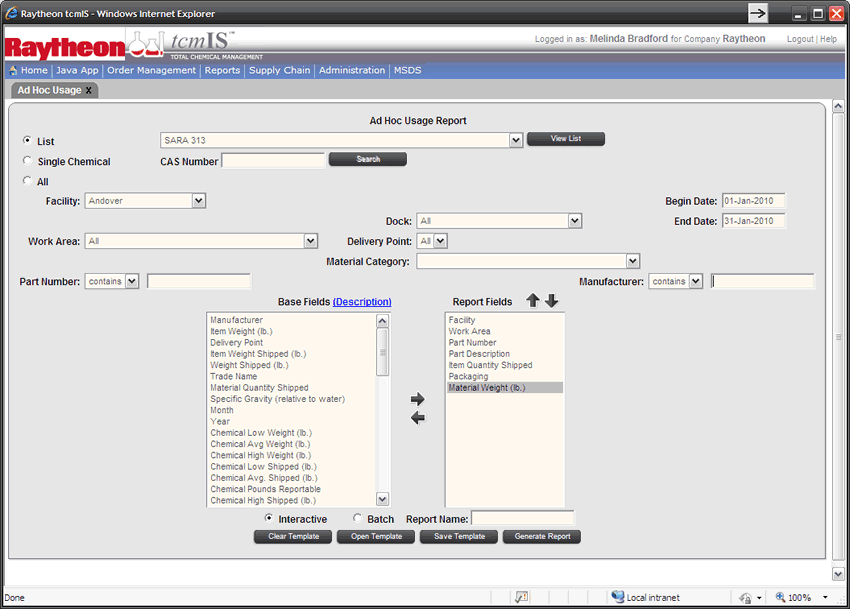 Raytheon tcmIS - Windows Internet Explorer
Raytheon tcmIS™ TOTAL CHEMICAL MANAGEMENT
Logged in as: Melinda Bradford for Company Raytheon Logout | Help
Home Java App Order Management Reports Supply Chain Administration MSDS
Ad Hoc Usage X
Ad Hoc Usage Report
List SARA 313 View List
Single Chemical CAS Number Search
All
Facility: Andover Begin Date: 01-Jan-2010
Dock: All End Date: 31-Jan-2010
Work Area: All Delivery Point: All
Material Category:
Part Number: contains Manufacturer: contains
Base Fields (Description) Report Fields
Manufacturer
Item Weight (lb.)
Delivery Point
Item Weight Shipped (lb.)
Weight Shipped (lb.)
Trade Name
Material Quantity Shipped
Specific Gravity (relative to water)
Month
Year
Chemical Low Weight (lb.)
Chemical Avg Weight (lb.)
Chemical High Weight (lb.)
Chemical Low Shipped (lb.)
Chemical Avg. Shipped (lb.)
Chemical Pounds Reportable
Chemical High Shipped (lb.)
Facility
Work Area
Part Number
Part Description
Item Quantity Shipped
Packaging
Material Weight (lb.)
Interactive Batch Report Name:
Clear Template Open Template Save Template Generate Report
Done Local intranet 100%